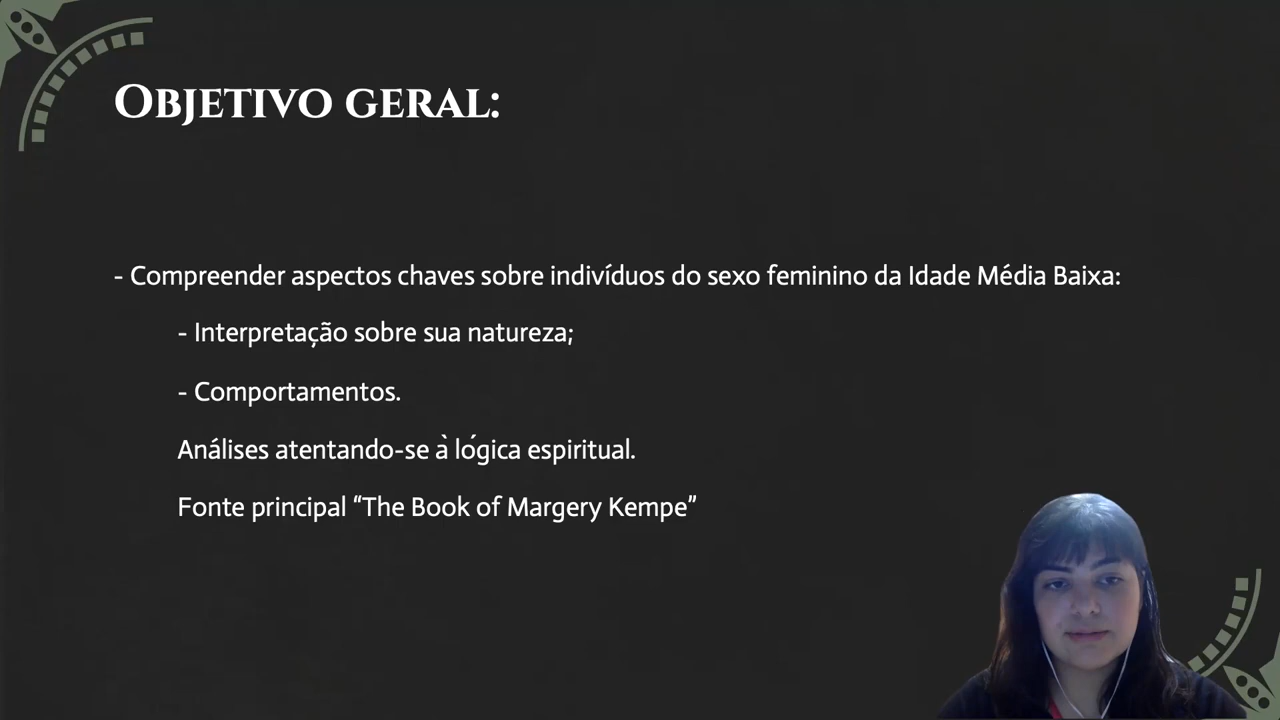 Objetivo geral:
- Compreender aspectos chaves sobre indivíduos do sexo feminino da Idade Média Baixa:
- Interpretação sobre sua natureza;
- Comportamentos.
Análises atentando-se à lógica espiritual.
Fonte principal “The Book of Margery Kempe”